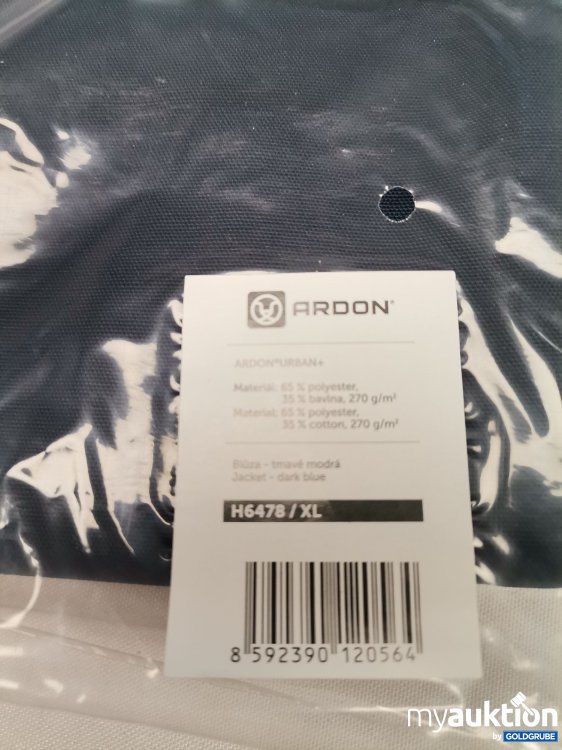 ARDON®
ARDON®URBAN+
Materiál: 65 % polyester,
35 % bavlna, 270 g/m²
Material: 65 % polyester,
35 % cotton, 270 g/m²
Blůza - tmavě modrá
Jacket - dark blue
H6478 / XL
8 592390 120564
myauktion
by GOLDGRUBE